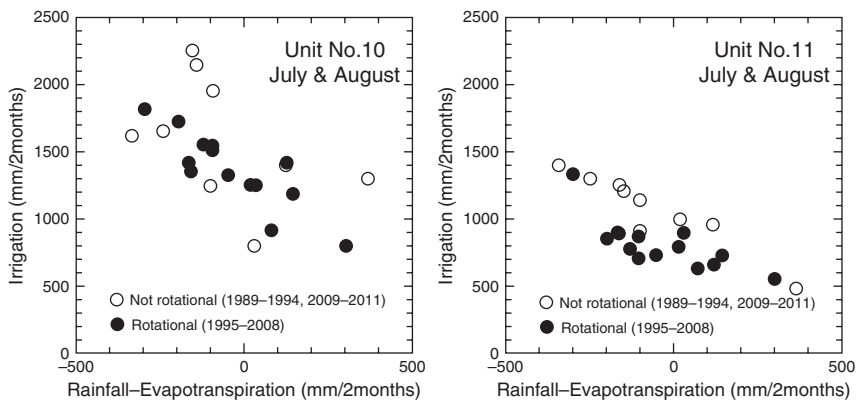 2500
2000
1500
1000
500
0
−500
0
500
Irrigation (mm/2months)
Rainfall–Evapotranspiration (mm/2months)
Unit No.10
July & August
Not rotational (1989–1994, 2009–2011)
Rotational (1995–2008)
2500
2000
1500
1000
500
0
−500
0
500
Irrigation (mm/2months)
Rainfall–Evapotranspiration (mm/2months)
Unit No.11
July & August
Not rotational (1989–1994, 2009–2011)
Rotational (1995–2008)